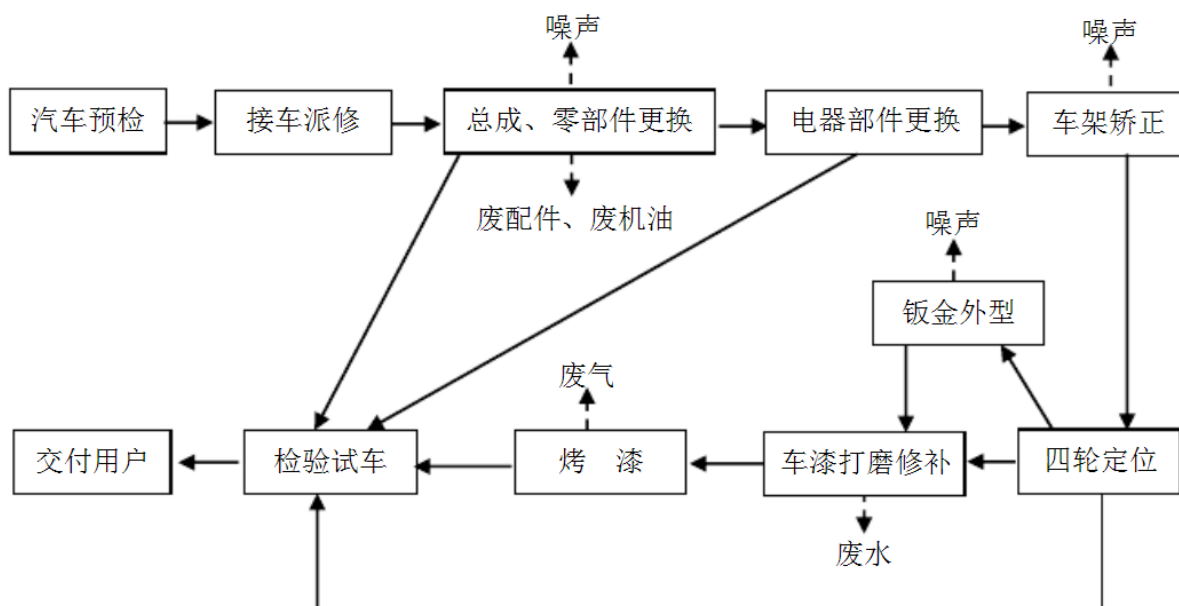 噪声
噪声
汽车预检
接车派修
总成、零部件更换
电器部件更换
车架矫正
废配件、废机油
噪声
钣金外型
废气
交付用户
检验试车
烤 漆
车漆打磨修补
四轮定位
废水